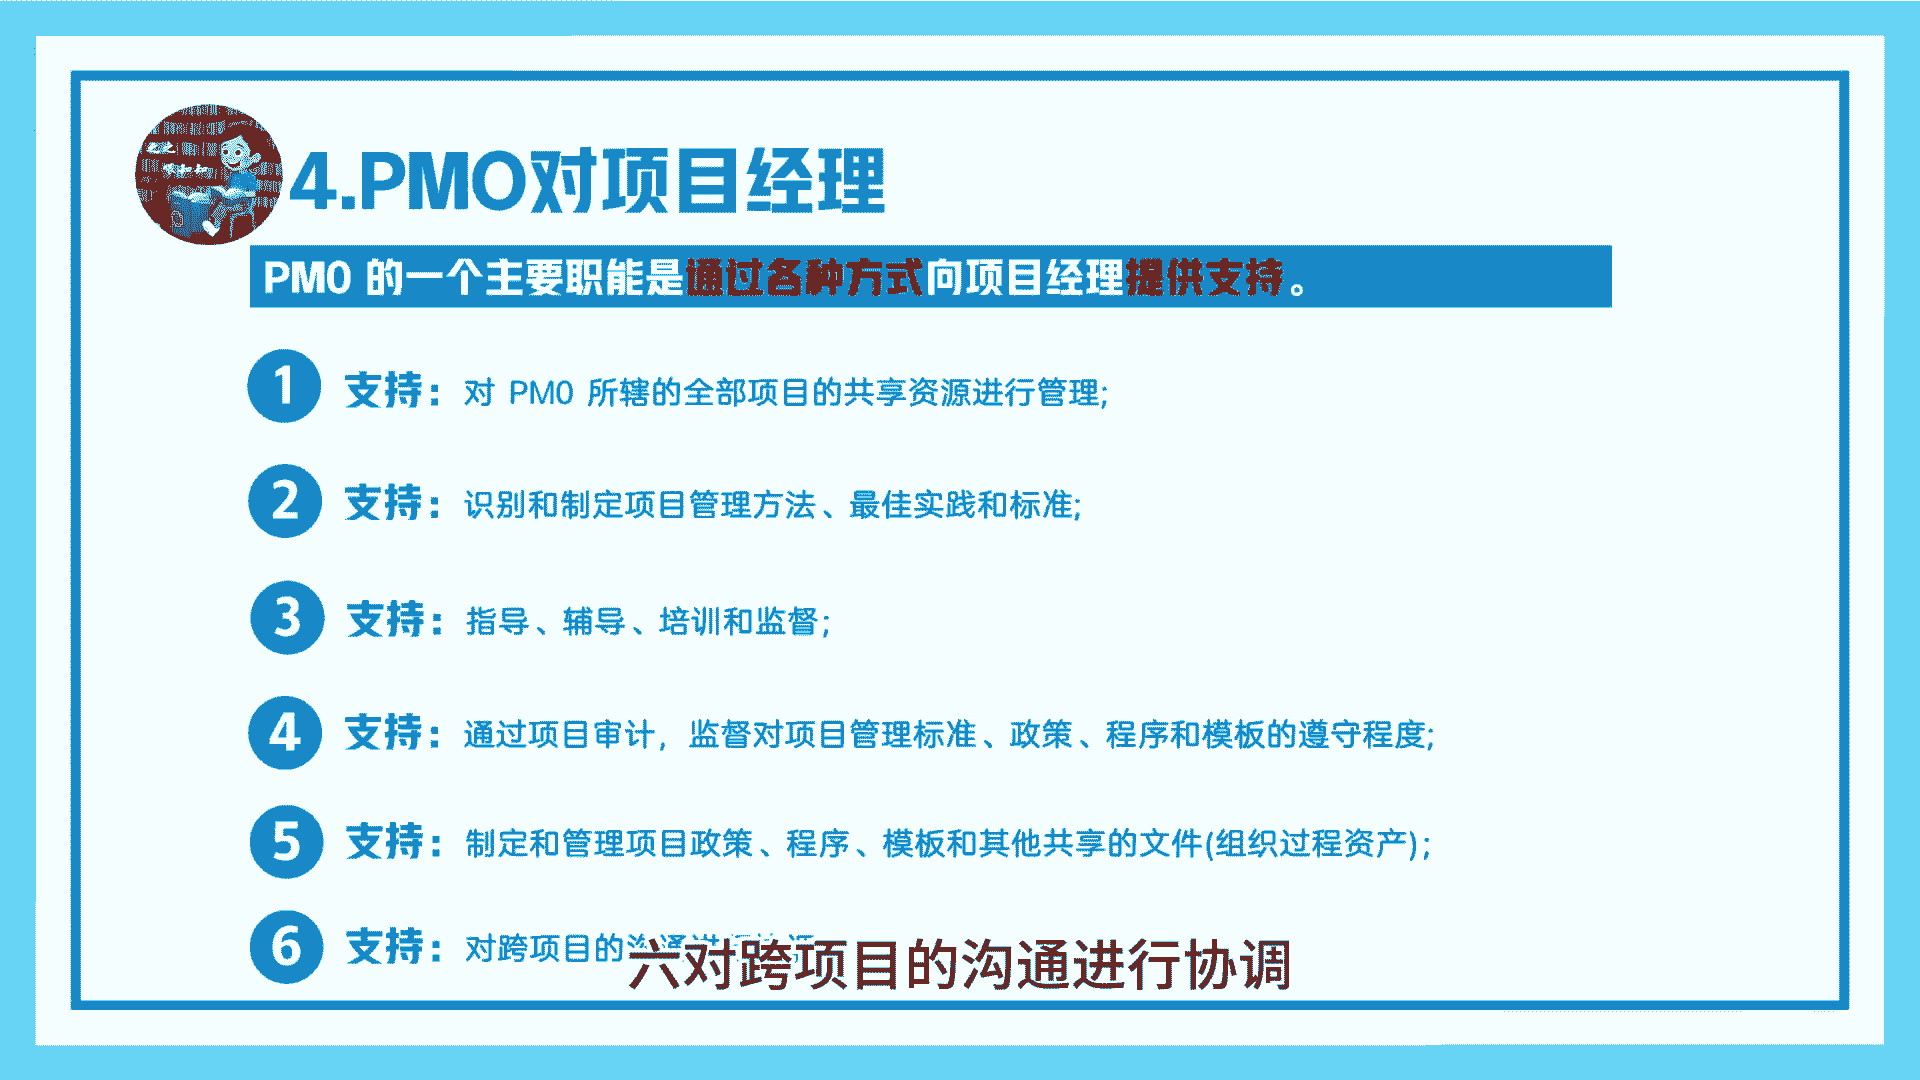 4.PMO对项目经理
PMO 的一个主要职能是通过各种方式向项目经理提供支持。
1 支持：对 PMO 所辖的全部项目的共享资源进行管理;
2 支持：识别和制定项目管理方法、最佳实践和标准;
3 支持：指导、辅导、培训和监督;
4 支持：通过项目审计，监督对项目管理标准、政策、程序和模板的遵守程度;
5 支持：制定和管理项目政策、程序、模板和其他共享的文件(组织过程资产);
6 支持：对跨项目的
六对跨项目的沟通进行协调